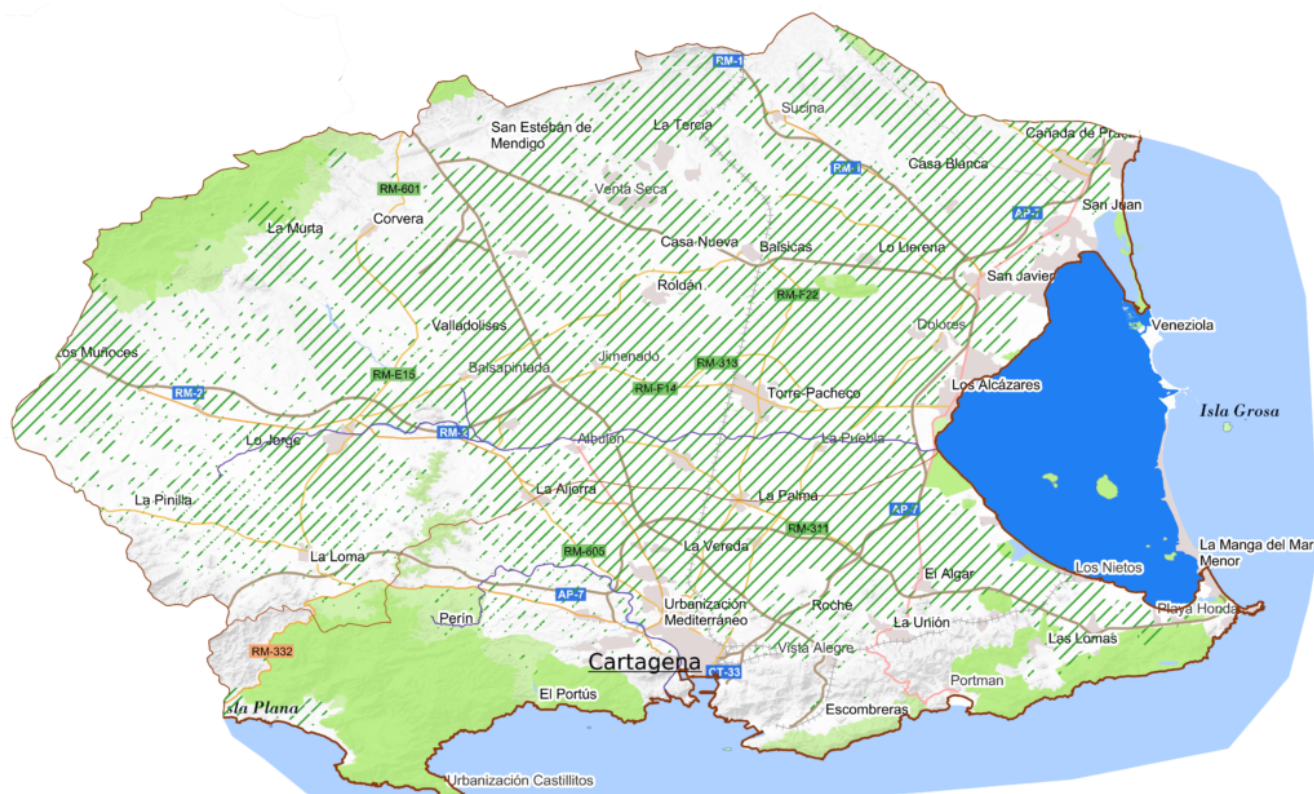 RM-1
Sucina
San Esteban de
Mendigo
La Tercia
Cañada de
Casa Blanca
RM-1
RM-601
Venta Seca
San Juan
AP-7
Corvera
La Murta
Casa Nueva
Balsicas
Lo Llerena
San Javier
Roldán
RM-F22
Valladolises
Dolores
Veneziola
Los Muñoces
Jimenado
RM-313
Balsapintada
RM-E15
RM-F14
RM-2
Torre-Pacheco
Los Alcázares
Isla Grosa
Lo Jorge
RM-2
Albujón
La Puebla
La Pinilla
La Aljorra
La Palma
AP-7
RM-311
La Loma
RM-605
La Vereda
La Manga del Mar
Menor
Los Nietos
El Algar
AP-7
Urbanización
Mediterráneo
Roche
Playa Honda
Perín
La Unión
Las Lomas
RM-332
Vista Alegre
Cartagena
CT-33
Portman
El Portús
Isla Plana
Escombreras
Urbanización Castillitos